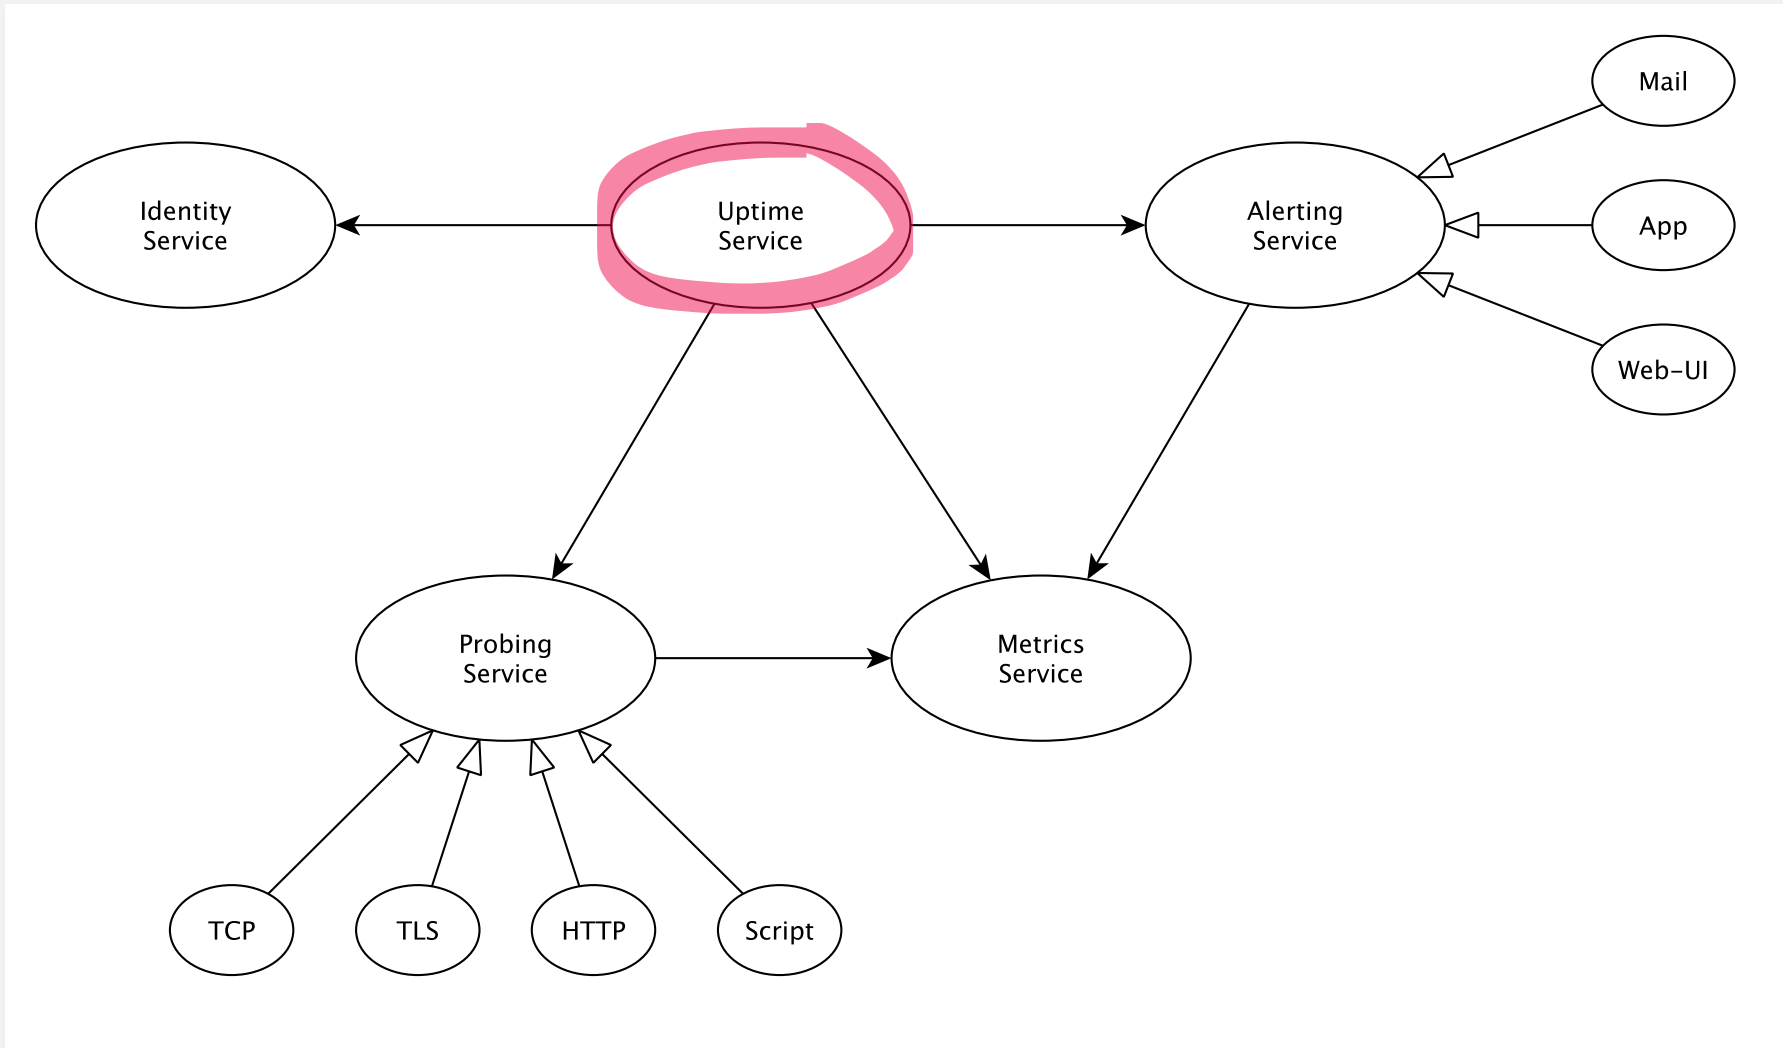 Mail
Identity
Service
Uptime
Service
Alerting
Service
App
Web-UI
Probing
Service
Metrics
Service
TCP
TLS
HTTP
Script